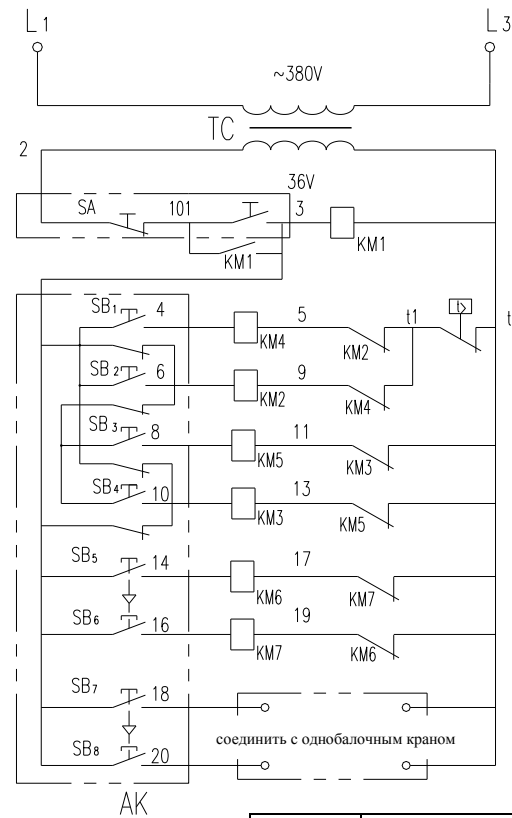 L1 L3
~380V
TC
2
36V
SA 101 3
KM1 KM1
SB1 4 5 t1 t> t
KM4 KM2
SB2 6 9
KM2 KM4
SB3 8 11
KM5 KM3
SB4 10 13
KM3 KM5
SB5 14 17
KM6 KM7
SB6 16 19
KM7 KM6
SB7 18
соединить с однобалочным краном
SB8 20
AK